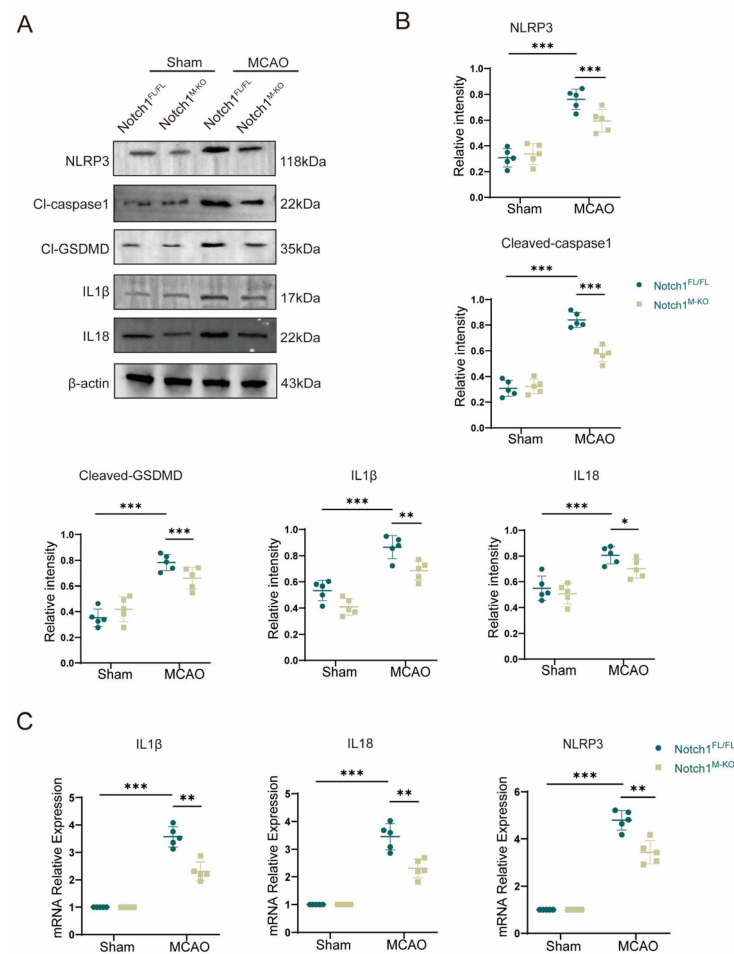 A
Sham
MCAO
Notch1FL/FL
Notch1M-KO
Notch1FL/FL
Notch1M-KO
NLRP3
118kDa
Cl-caspase1
22kDa
Cl-GSDMD
35kDa
IL1β
17kDa
IL18
22kDa
β-actin
43kDa
B
NLRP3
***
***
Relative intensity
1.0
0.8
0.6
0.4
0.2
0.0
Sham
MCAO
Cleaved-caspase1
***
***
Relative intensity
1.0
0.8
0.6
0.4
0.2
0.0
Sham
MCAO
Notch1FL/FL
Notch1M-KO
Cleaved-GSDMD
***
***
Relative intensity
1.0
0.8
0.6
0.4
0.2
0.0
Sham
MCAO
IL1β
***
**
Relative intensity
1.0
0.8
0.6
0.4
0.2
0.0
Sham
MCAO
IL18
***
*
Relative intensity
1.0
0.8
0.6
0.4
0.2
0.0
Sham
MCAO
C
IL1β
***
**
mRNA Relative Expression
5
4
3
2
1
0
Sham
MCAO
IL18
***
**
mRNA Relative Expression
5
4
3
2
1
0
Sham
MCAO
NLRP3
***
**
mRNA Relative Expression
6
4
2
0
Sham
MCAO
Notch1FL/FL
Notch1M-KO